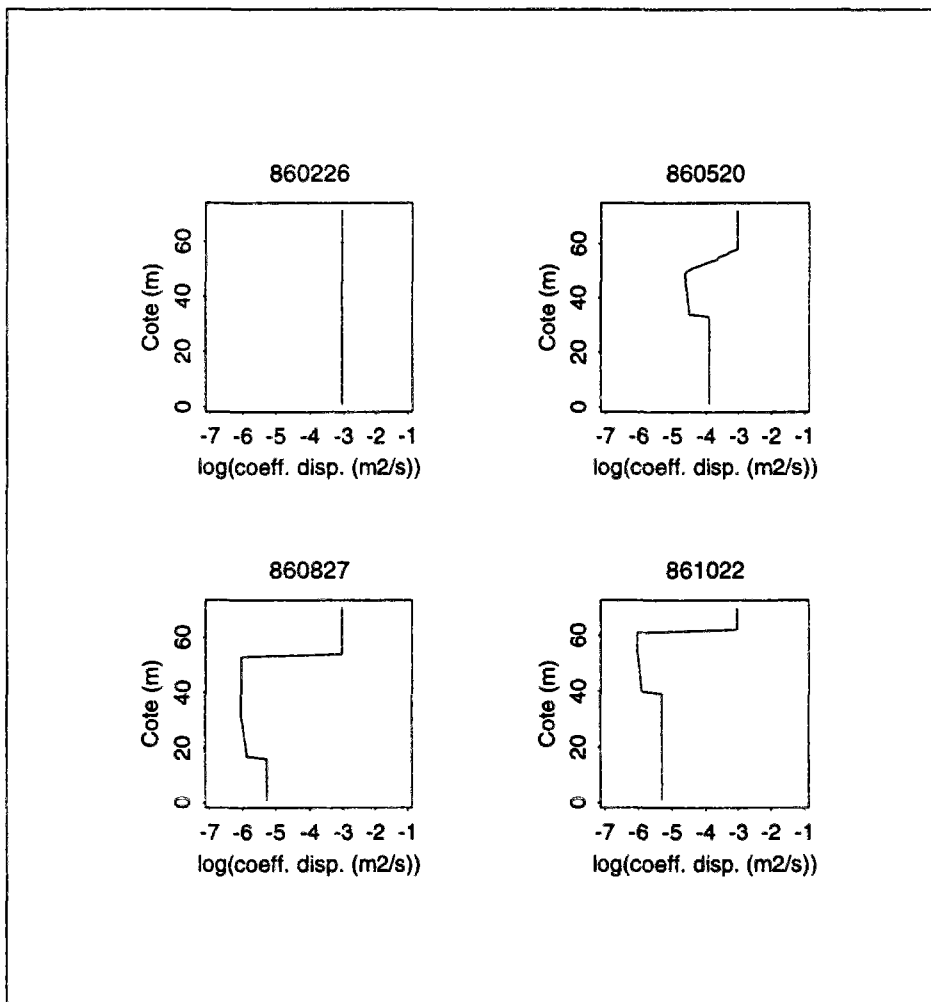 860226
860520
Cote (m)
60
40
20
0
-7 -6 -5 -4 -3 -2 -1
log(coeff. disp. (m2/s))
Cote (m)
60
40
20
0
-7 -6 -5 -4 -3 -2 -1
log(coeff. disp. (m2/s))
860827
861022
Cote (m)
60
40
20
0
-7 -6 -5 -4 -3 -2 -1
log(coeff. disp. (m2/s))
Cote (m)
60
40
20
0
-7 -6 -5 -4 -3 -2 -1
log(coeff. disp. (m2/s))